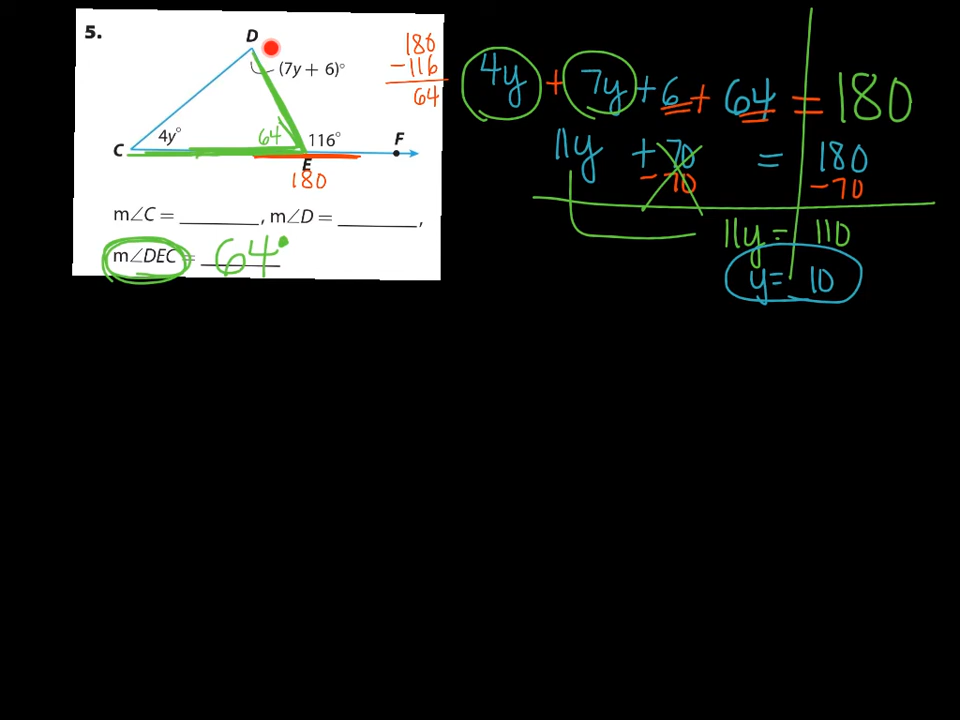 5.
D
(7y + 6)°
4y°
64
116°
C
E
F
180
m∠C = ________, m∠D = ________,
m∠DEC = 64°
180
−116
64
4y + 7y + 6 + 64 = 180
11y + 70 = 180
−70 −70
11y = 110
y = 10